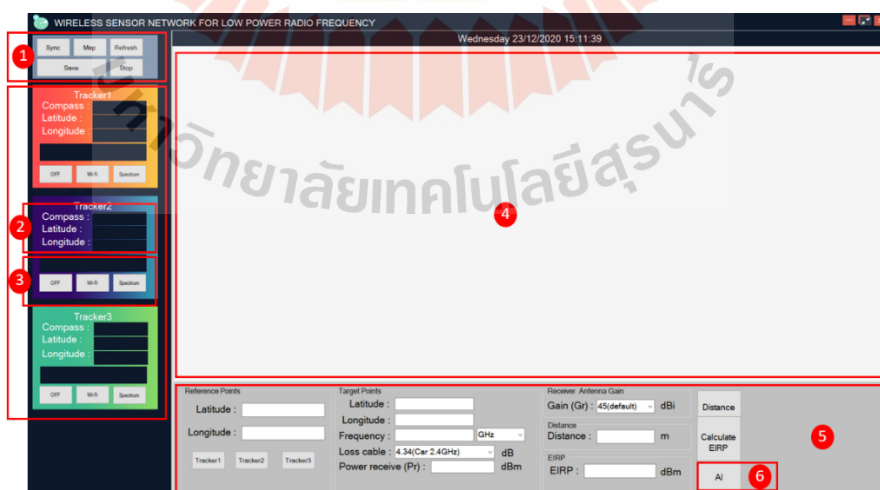 WIRELESS SENSOR NETWORK FOR LOW POWER RADIO FREQUENCY
Wednesday 23/12/2020 15:11:39
1
Sync Map Refresh
Save Stop
Tracker1
Compass :
Latitude :
Longitude :
OFF Wi-Fi Spectrum
Tracker2
2
Compass :
Latitude :
Longitude :
3
OFF Wi-Fi Spectrum
Tracker3
Compass :
Latitude :
Longitude :
OFF Wi-Fi Spectrum
4
มหาวิทยาลัยเทคโนโลยีสุรนารี
Reference Points
Latitude :
Longitude :
Tracker1 Tracker2 Tracker3
Target Points
Latitude :
Longitude :
Frequency : GHz
Loss cable : 4.34(Car 2.4GHz) dB
Power receive (Pr) : dBm
Receiver Antenna Gain
Gain (Gr) : 45(default) dBi
Distance
Distance : m
EIRP
EIRP : dBm
Distance
Calculate
EIRP
AI
5
6